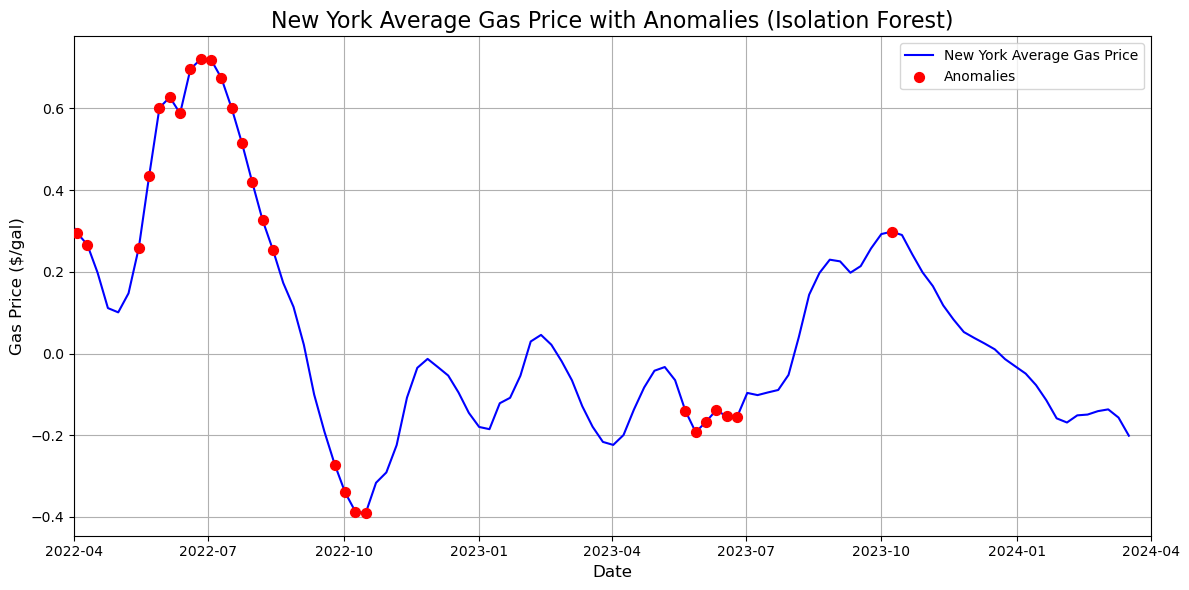 New York Average Gas Price with Anomalies (Isolation Forest)
New York Average Gas Price
Anomalies
Gas Price ($/gal)
0.6
0.4
0.2
0.0
−0.2
−0.4
2022-04 2022-07 2022-10 2023-01 2023-04 2023-07 2023-10 2024-01 2024-04
Date